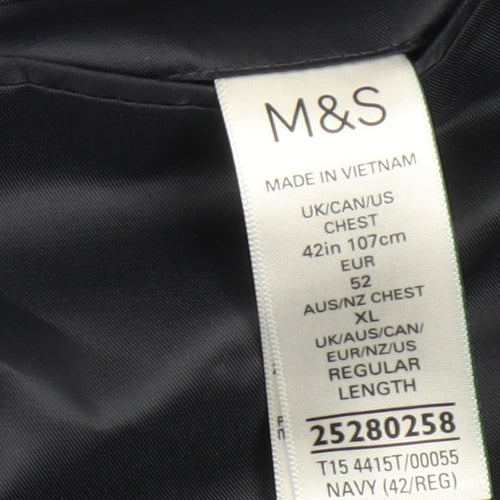 M&S
MADE IN VIETNAM
UK/CAN/US
CHEST
42in 107cm
EUR
52
AUS/NZ CHEST
XL
UK/AUS/CAN/
EUR/NZ/US
REGULAR
LENGTH
25280258
T15 4415T/00055
NAVY (42/REG)